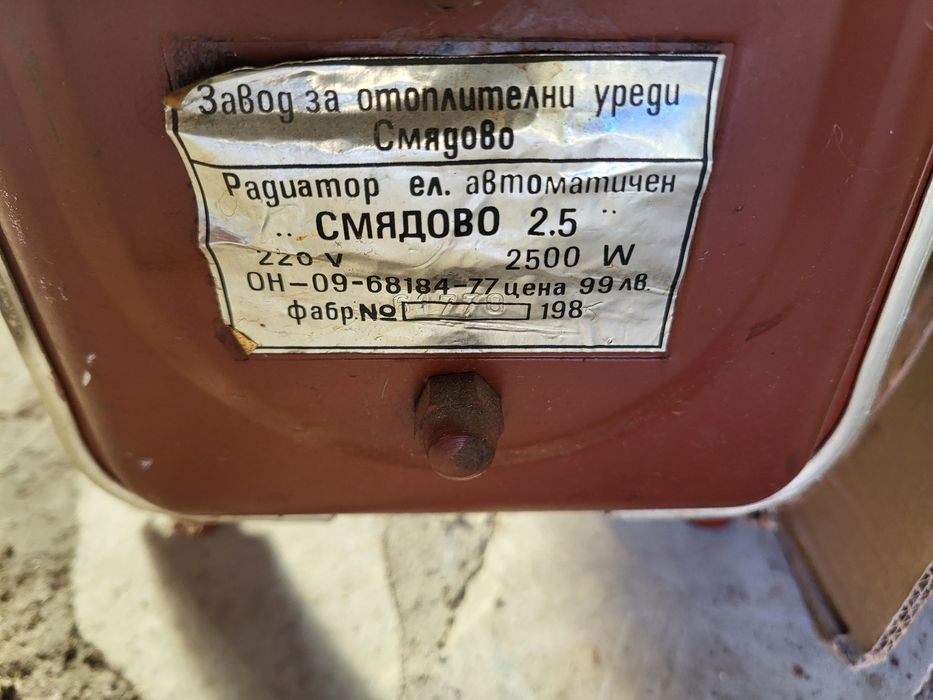 Завод за отоплителни уреди
Смядово
Радиатор ел. автоматичен
„ СМЯДОВО 2.5 "
220 V 2500 W
ОН-09-68184-77 цена 99 лв.
фабр. № 198